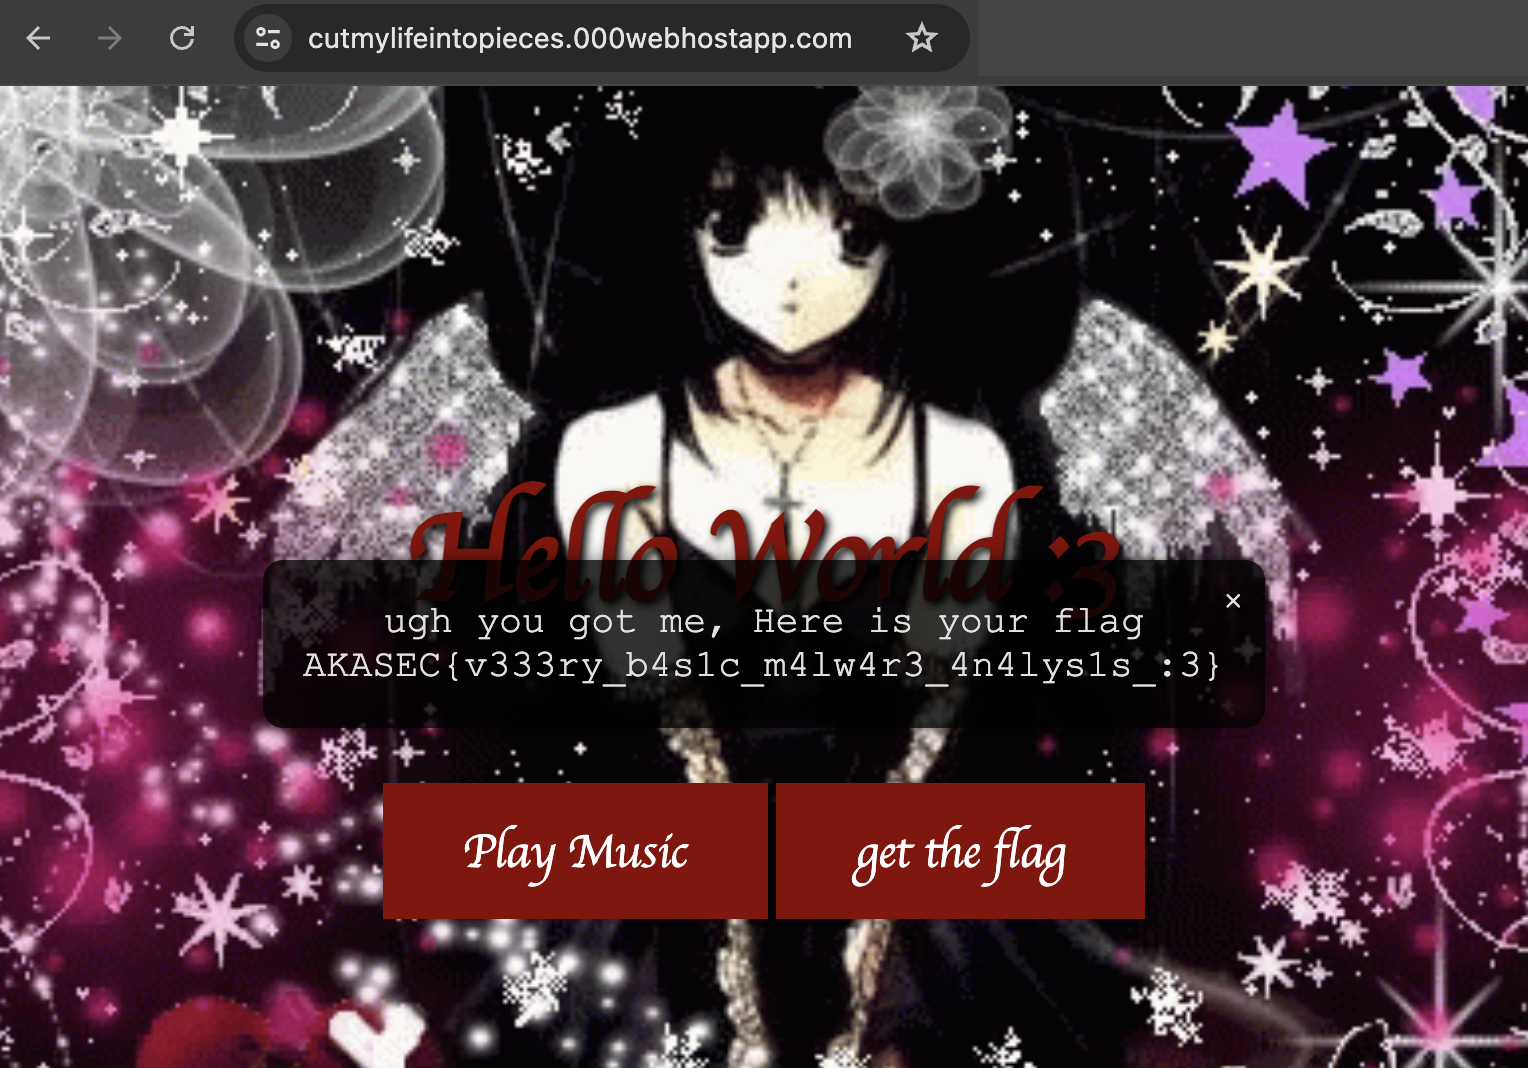 cutmylifeintopieces.000webhostapp.com
Hello World :3
ugh you got me, Here is your flag
AKASEC{v333ry_b4s1c_m4lw4r3_4n4lys1s_:3}
Play Music
get the flag